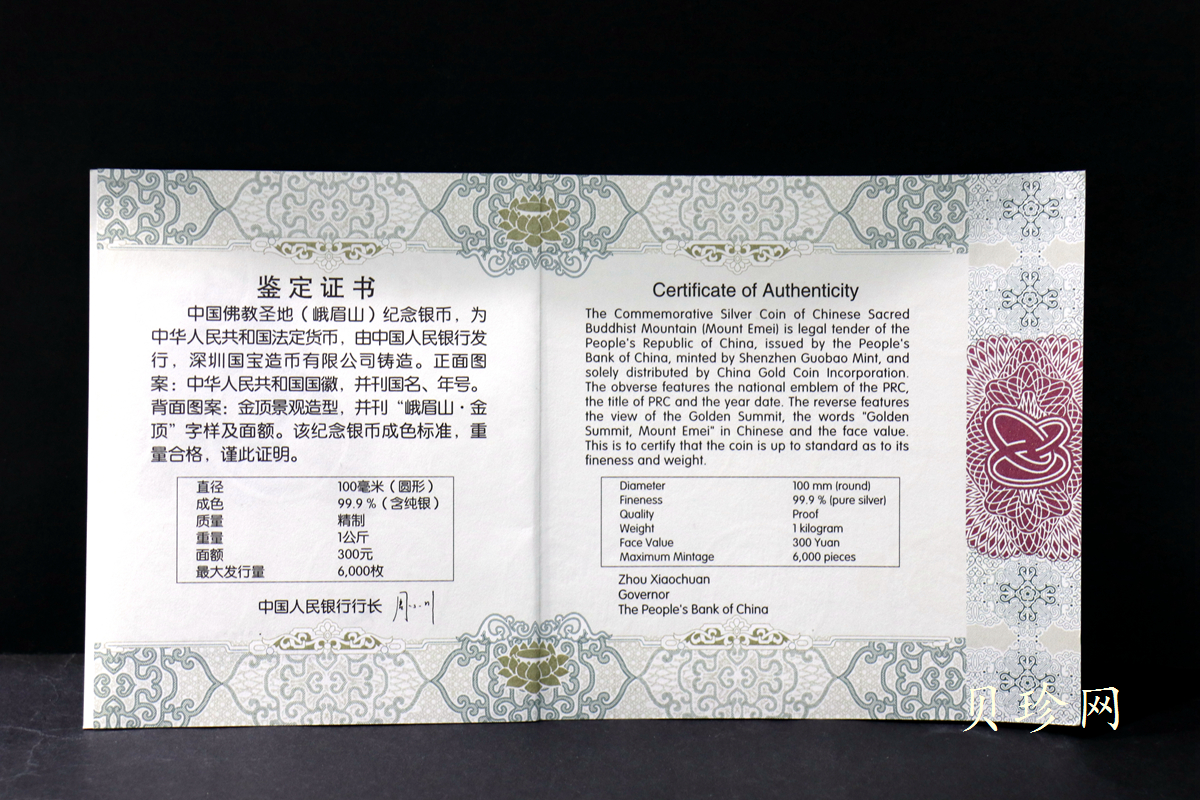 鉴定证书
中国佛教圣地（峨眉山）纪念银币，为
中华人民共和国法定货币，由中国人民银行发
行，深圳国宝造币有限公司铸造。正面图
案：中华人民共和国国徽，并刊国名、年号。
背面图案：金顶景观造型，并刊“峨眉山·金
顶”字样及面额。该纪念银币成色标准，重
量合格，谨此证明。
直径 100毫米（圆形）
成色 99.9％（含纯银）
质量 精制
重量 1公斤
面额 300元
最大发行量 6,000枚
中国人民银行行长
Certificate of Authenticity
The Commemorative Silver Coin of Chinese Sacred
Buddhist Mountain (Mount Emei) is legal tender of the
People's Republic of China, issued by the People's
Bank of China, minted by Shenzhen Guobao Mint, and
solely distributed by China Gold Coin Incorporation.
The obverse features the national emblem of the PRC,
the title of PRC and the year date. The reverse features
the view of the Golden Summit, the words "Golden
Summit, Mount Emei" in Chinese and the face value.
This is to certify that the coin is up to standard as to its
fineness and weight.
Diameter 100 mm (round)
Fineness 99.9 % (pure silver)
Quality Proof
Weight 1 kilogram
Face Value 300 Yuan
Maximum Mintage 6,000 pieces
Zhou Xiaochuan
Governor
The People's Bank of China
贝珍网